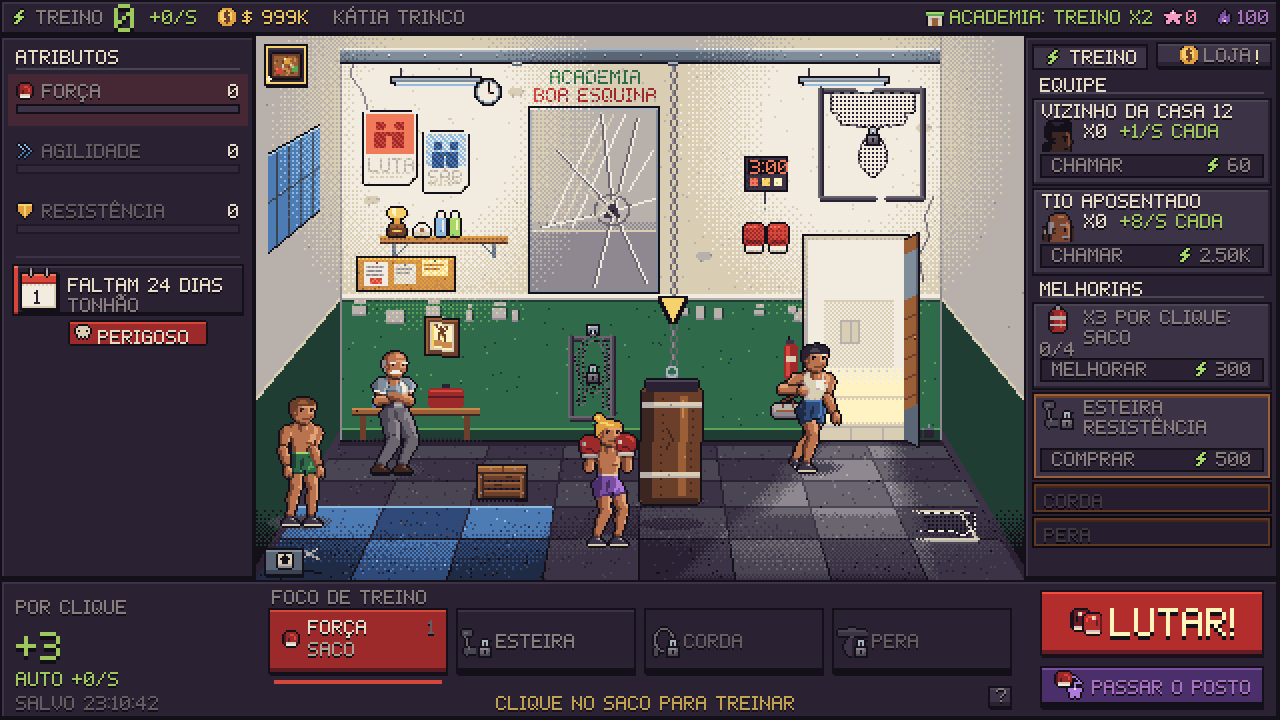 TREINO 0 +0/S $ 999K KÁTIA TRINCO ACADEMIA: TREINO X2 0 100
ATRIBUTOS
FORÇA 0
AGILIDADE 0
RESISTÊNCIA 0
1 FALTAM 24 DIAS
TONHÃO
PERIGOSO
ACADEMIA
BOA ESQUINA
LUTA
SAB
3:00
TREINO LOJA!
EQUIPE
VIZINHO DA CASA 12
X0 +1/S CADA
CHAMAR 60
TIO APOSENTADO
X0 +8/S CADA
CHAMAR 2.50K
MELHORIAS
X3 POR CLIQUE:
SACO
0/4
MELHORAR 300
ESTEIRA
RESISTÊNCIA
COMPRAR 500
CORDA
PERA
POR CLIQUE
+3
AUTO +0/S
SALVO 23:10:42
FOCO DE TREINO
FORÇA 1
SACO
ESTEIRA
CORDA
PERA
CLIQUE NO SACO PARA TREINAR
?
LUTAR!
PASSAR O POSTO